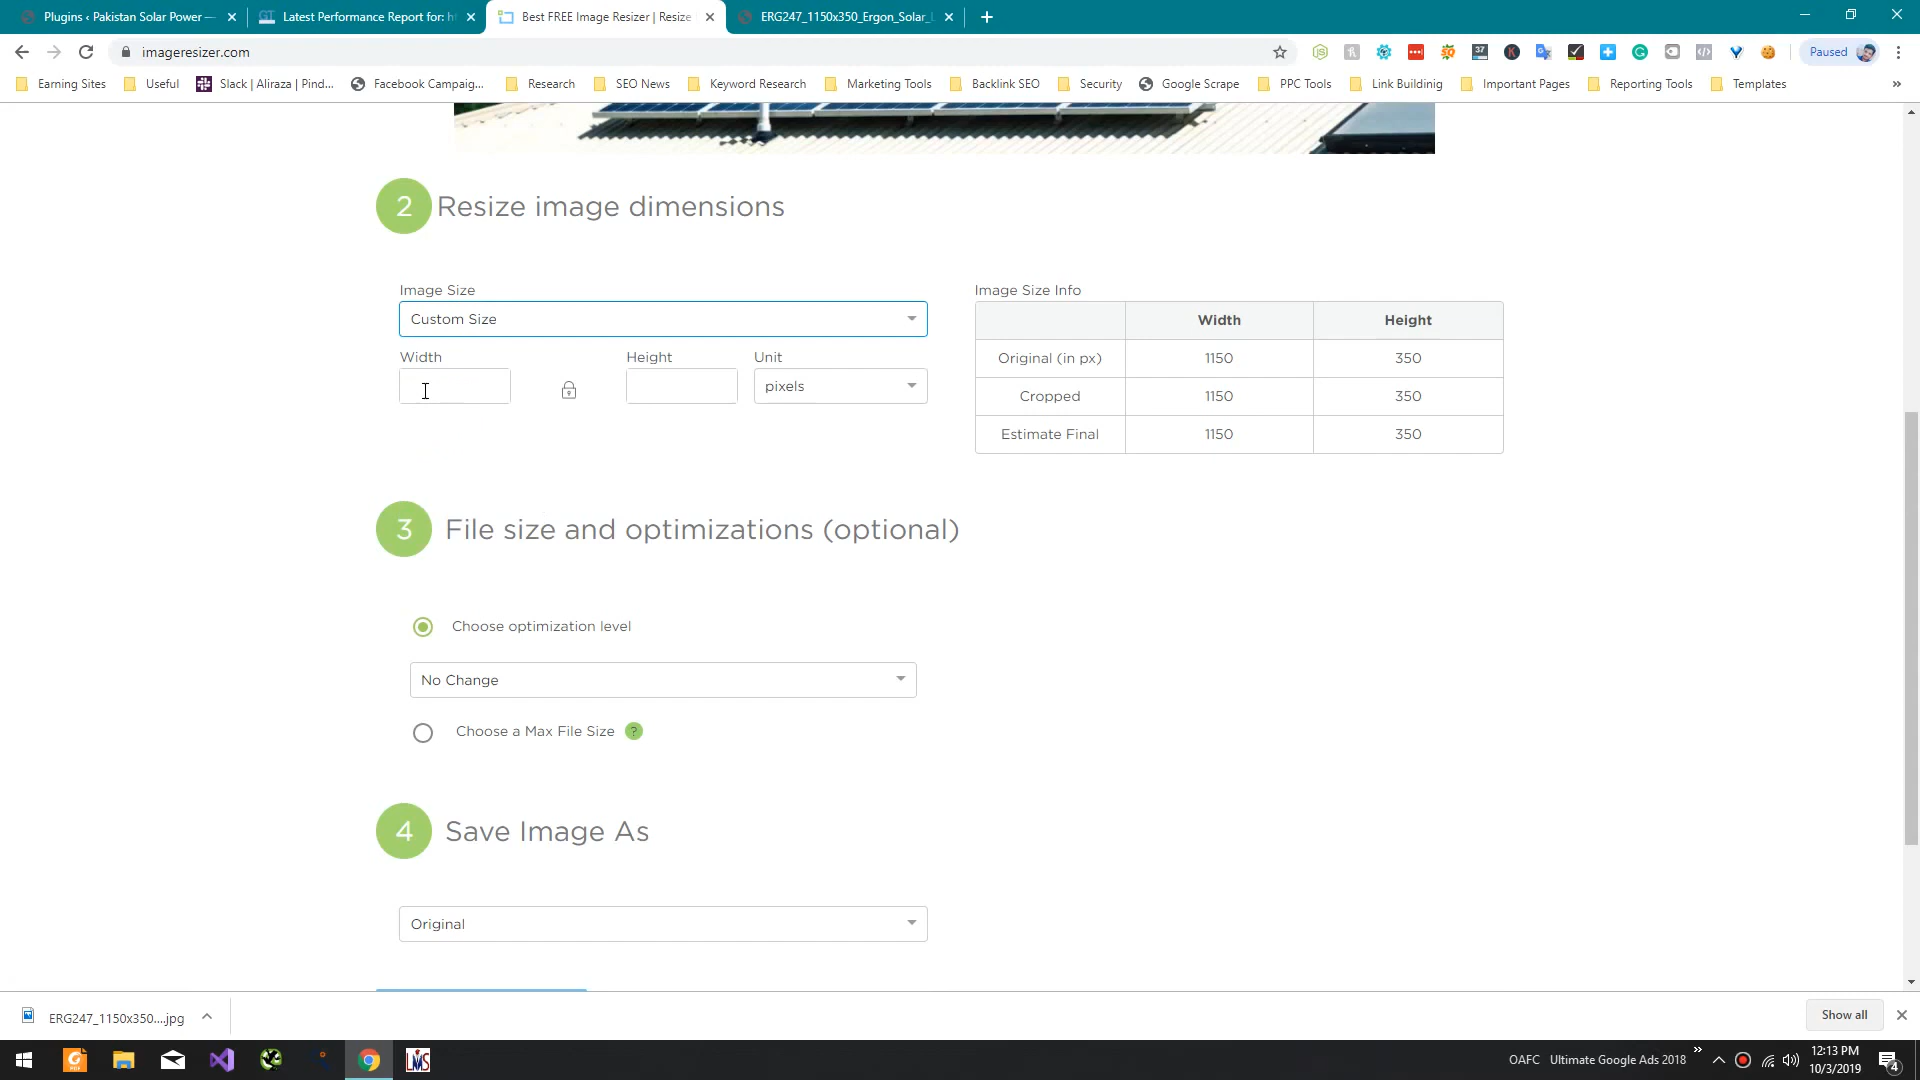 Plugins ‹ Pakistan Solar Power —
GT Latest Performance Report for: h
Best FREE Image Resizer | Resize
ERG247_1150x350_Ergon_Solar_
imageresizer.com
37
Paused
Earning Sites
Useful
Slack | Aliraza | Pind...
Facebook Campaig...
Research
SEO News
Keyword Research
Marketing Tools
Backlink SEO
Security
Google Scrape
PPC Tools
Link Buildinig
Important Pages
Reporting Tools
Templates
»
2 Resize image dimensions
Image Size
Custom Size
Width Height Unit
pixels
Image Size Info
Width Height
Original (in px) 1150 350
Cropped 1150 350
Estimate Final 1150 350
3 File size and optimizations (optional)
Choose optimization level
No Change
Choose a Max File Size ?
4 Save Image As
Original
ERG247_1150x350....jpg
Show all
LMS
OAFC Ultimate Google Ads 2018 »
12:13 PM
10/3/2019
4